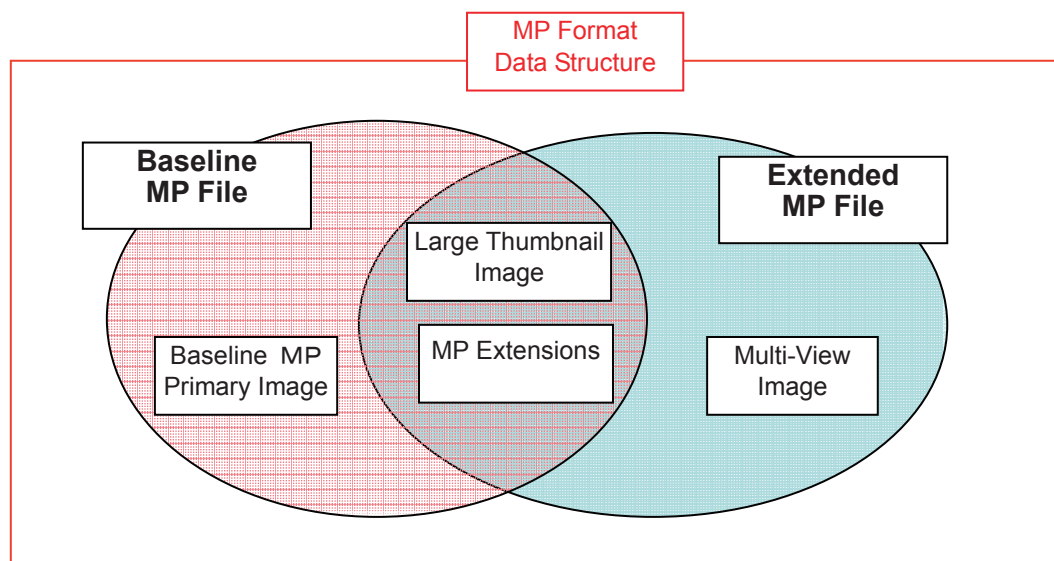 MP Format
Data Structure
Baseline
MP File
Extended
MP File
Large Thumbnail
Image
MP Extensions
Baseline MP
Primary Image
Multi-View
Image